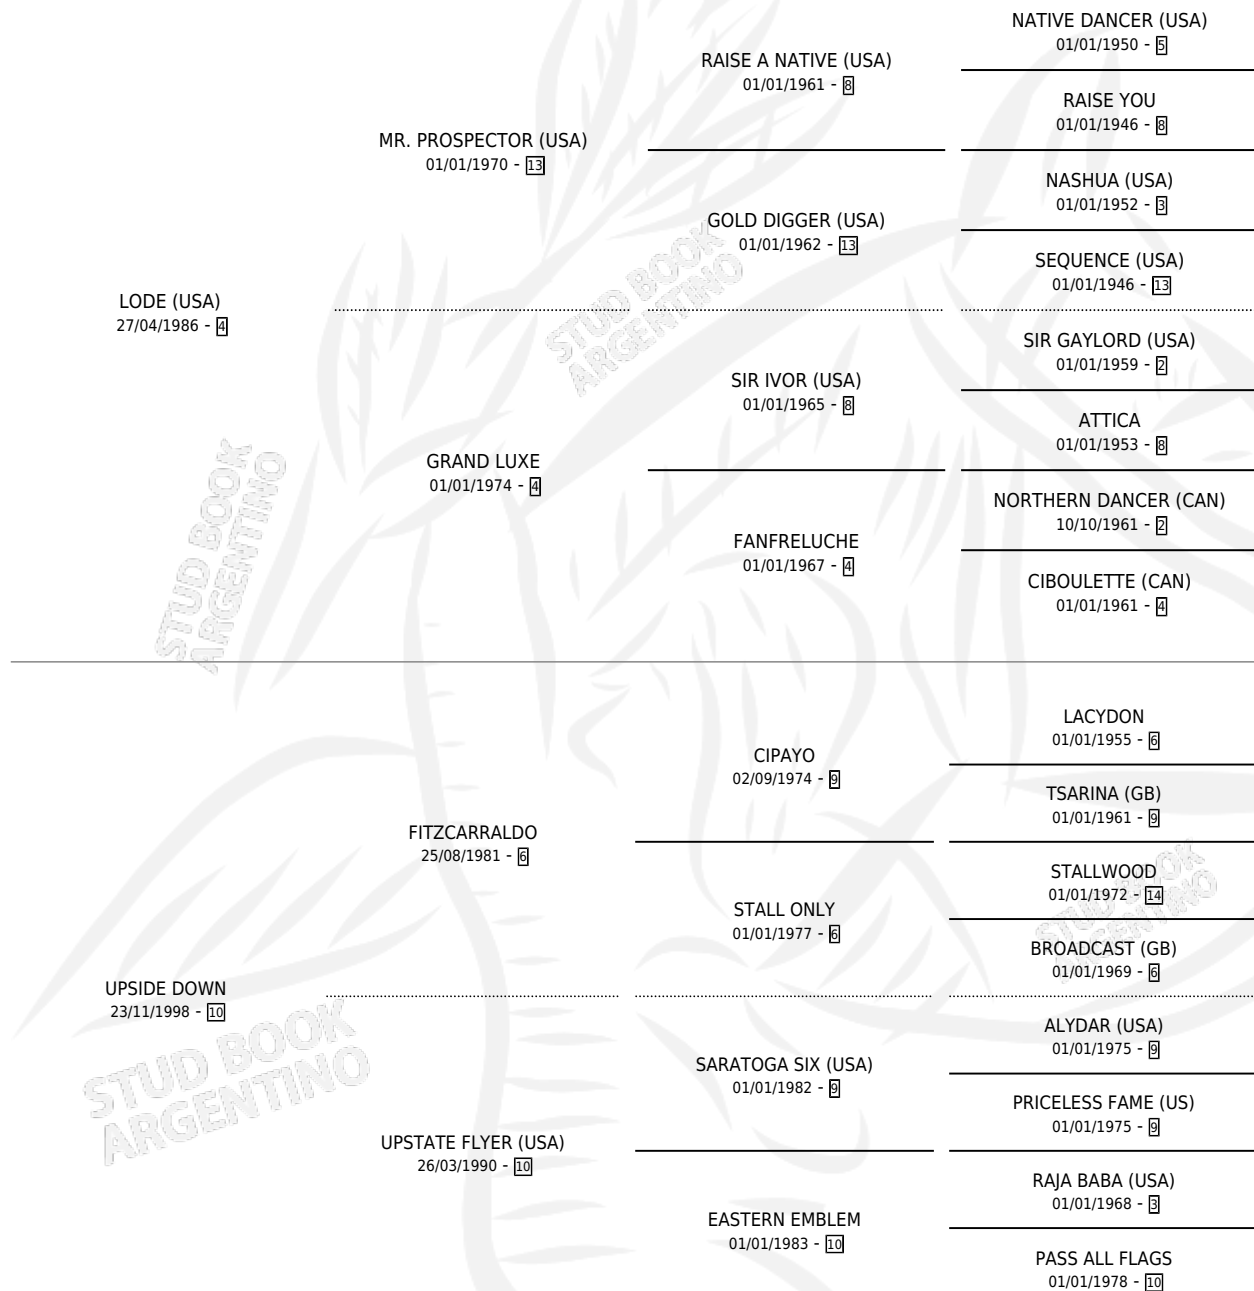 NATIVE DANCER (USA)
01/01/1950 - 5
RAISE A NATIVE (USA)
01/01/1961 - 8
RAISE YOU
01/01/1946 - 8
MR. PROSPECTOR (USA)
01/01/1970 - 13
NASHUA (USA)
01/01/1952 - 3
GOLD DIGGER (USA)
01/01/1962 - 13
SEQUENCE (USA)
01/01/1946 - 13
LODE (USA)
27/04/1986 - 4
STUD BOOK
ARGENTINO
SIR GAYLORD (USA)
01/01/1959 - 2
SIR IVOR (USA)
01/01/1965 - 8
ATTICA
01/01/1953 - 8
GRAND LUXE
01/01/1974 - 4
NORTHERN DANCER (CAN)
10/10/1961 - 2
FANFRELUCHE
01/01/1967 - 4
CIBOULETTE (CAN)
01/01/1961 - 4
STUD BOOK
ARGENTINO
LACYDON
01/01/1955 - 6
CIPAYO
02/09/1974 - 9
TSARINA (GB)
01/01/1961 - 9
FITZCARRALDO
25/08/1981 - 6
STALLWOOD
01/01/1972 - 14
STALL ONLY
01/01/1977 - 6
BROADCAST (GB)
01/01/1969 - 6
STUD BOOK
ARGENTINO
UPSIDE DOWN
23/11/1998 - 10
ALYDAR (USA)
01/01/1975 - 9
SARATOGA SIX (USA)
01/01/1982 - 9
PRICELESS FAME (US)
01/01/1975 - 9
STUD BOOK
ARGENTINO
UPSTATE FLYER (USA)
26/03/1990 - 10
RAJA BABA (USA)
01/01/1968 - 3
EASTERN EMBLEM
01/01/1983 - 10
PASS ALL FLAGS
01/01/1978 - 10